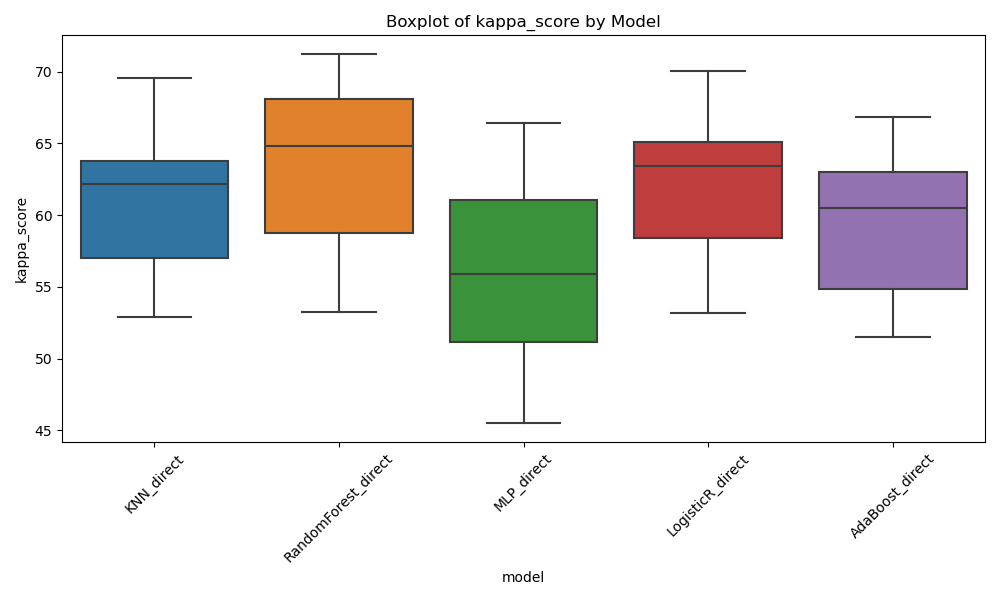 Boxplot of kappa_score by Model
kappa_score
70
65
60
55
50
45
KNN_direct
RandomForest_direct
MLP_direct
LogisticR_direct
AdaBoost_direct
model